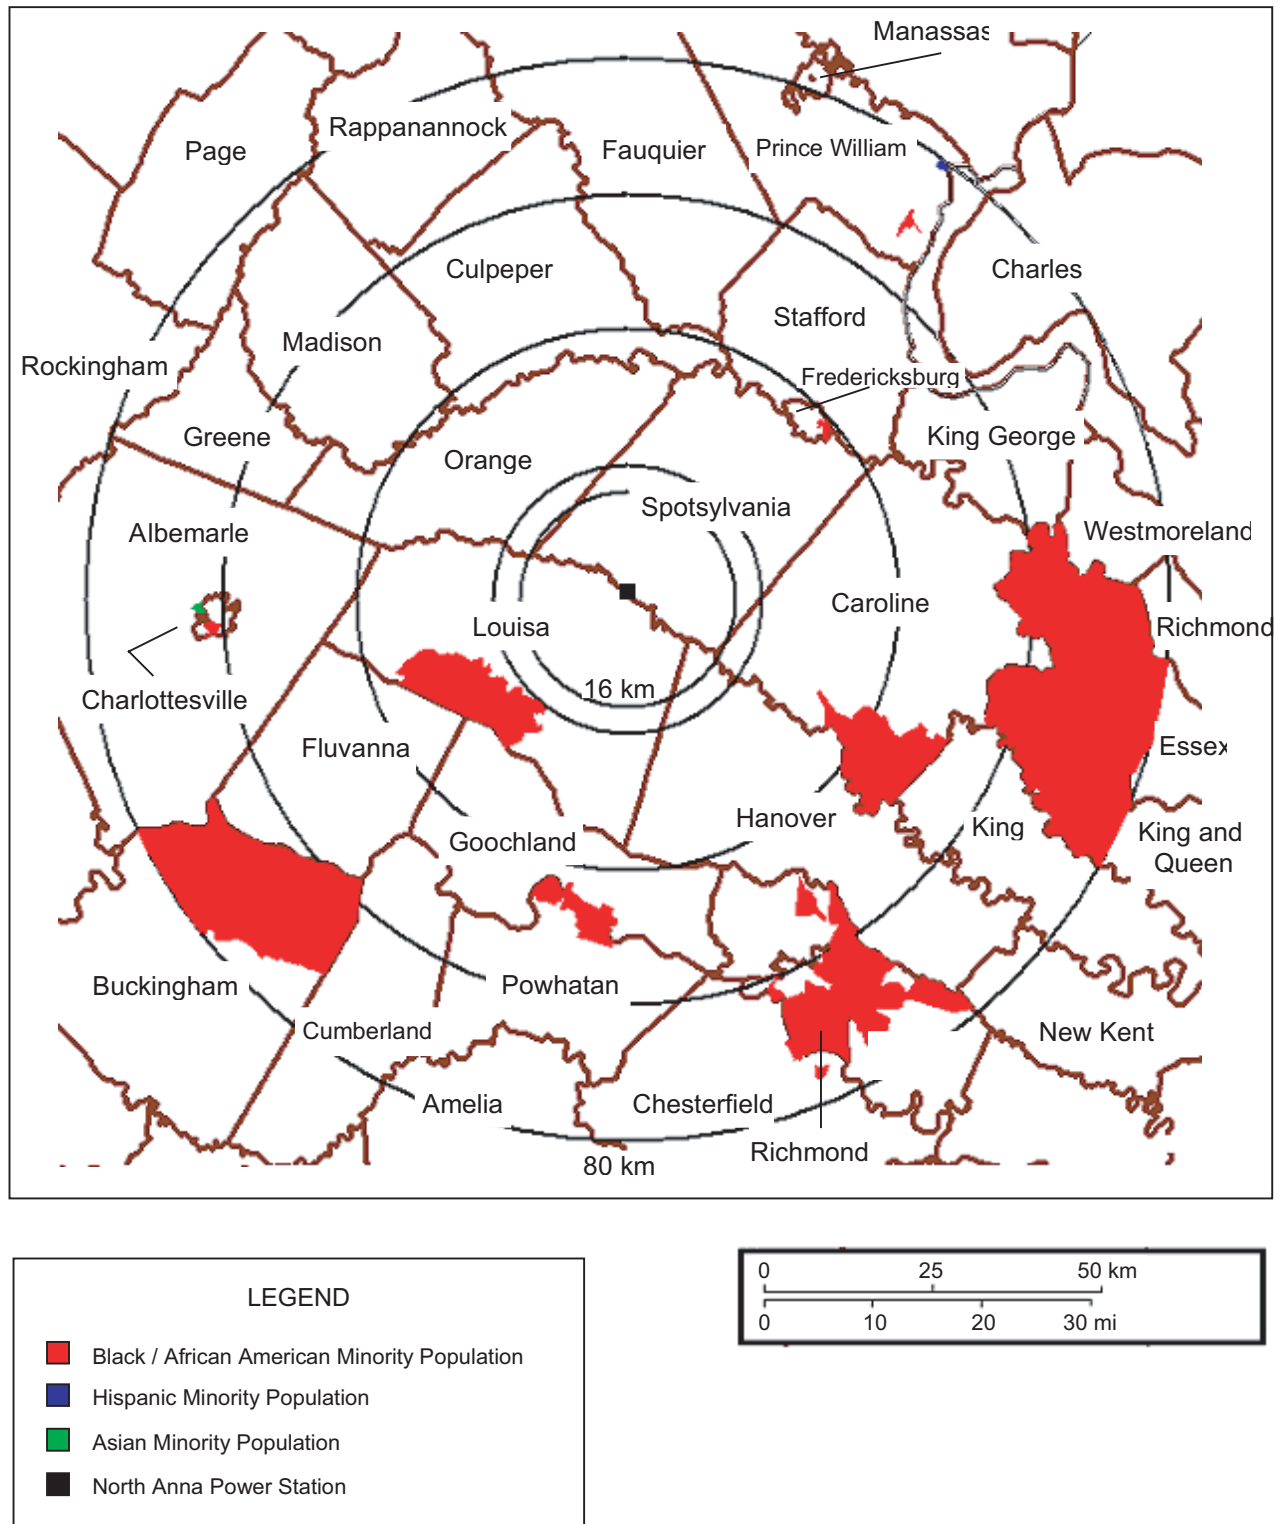 Manassas
Rappanannock
Page
Fauquier
Prince William
Culpeper
Charles
Stafford
Madison
Rockingham
Fredericksburg
Greene
King George
Orange
Spotsylvania
Albemarle
Westmoreland
Caroline
Louisa
Richmond
16 km
Charlottesville
Fluvanna
Essex
Hanover
King
King and
Queen
Goochland
Buckingham
Powhatan
Cumberland
New Kent
Amelia
Chesterfield
Richmond
80 km
LEGEND
Black / African American Minority Population
Hispanic Minority Population
Asian Minority Population
North Anna Power Station
0 25 50 km
0 10 20 30 mi